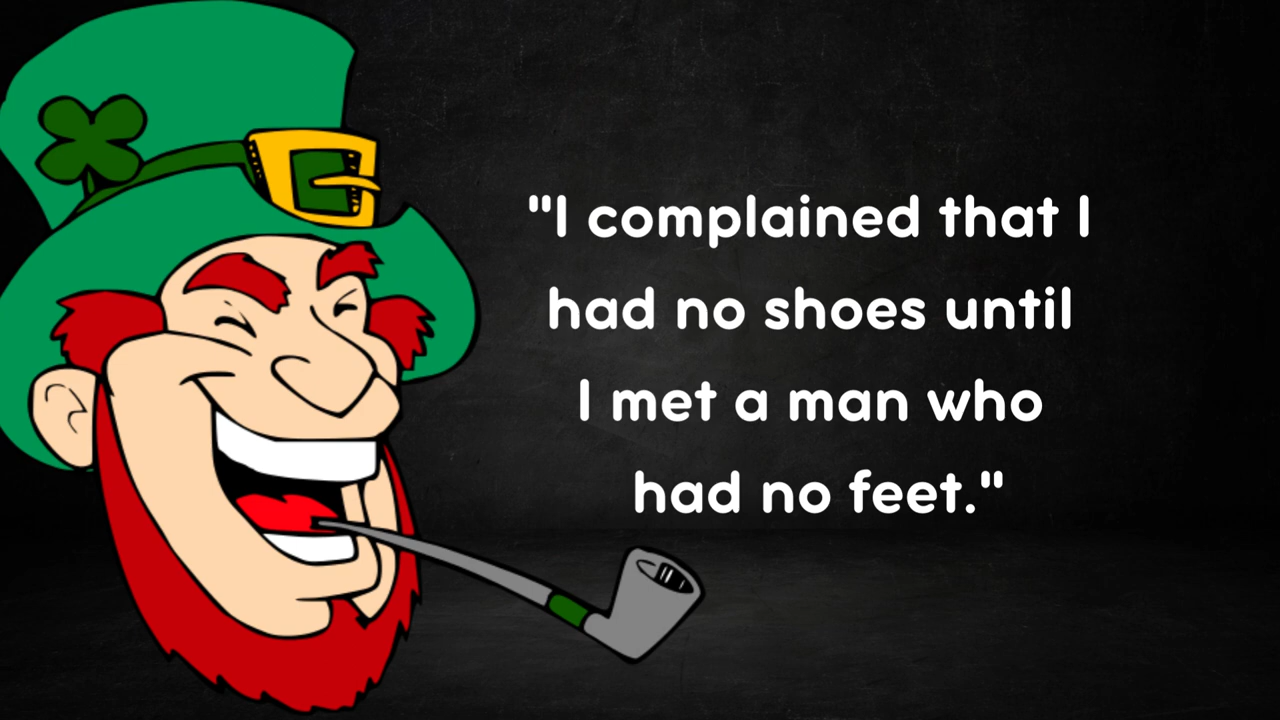 "I complained that I
had no shoes until
I met a man who
had no feet."